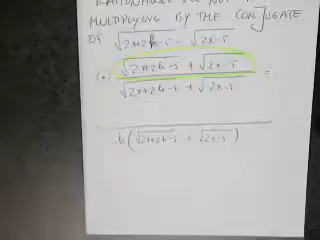 MULTIPLYING BY THE CONJUGATE
OF √2x+2h-5 - √2x-5
(•) √2x+2h-5 + √2x-5 =
√2x+2h-5 + √2x-5
h(√2x+2h-5 + √2x-5)